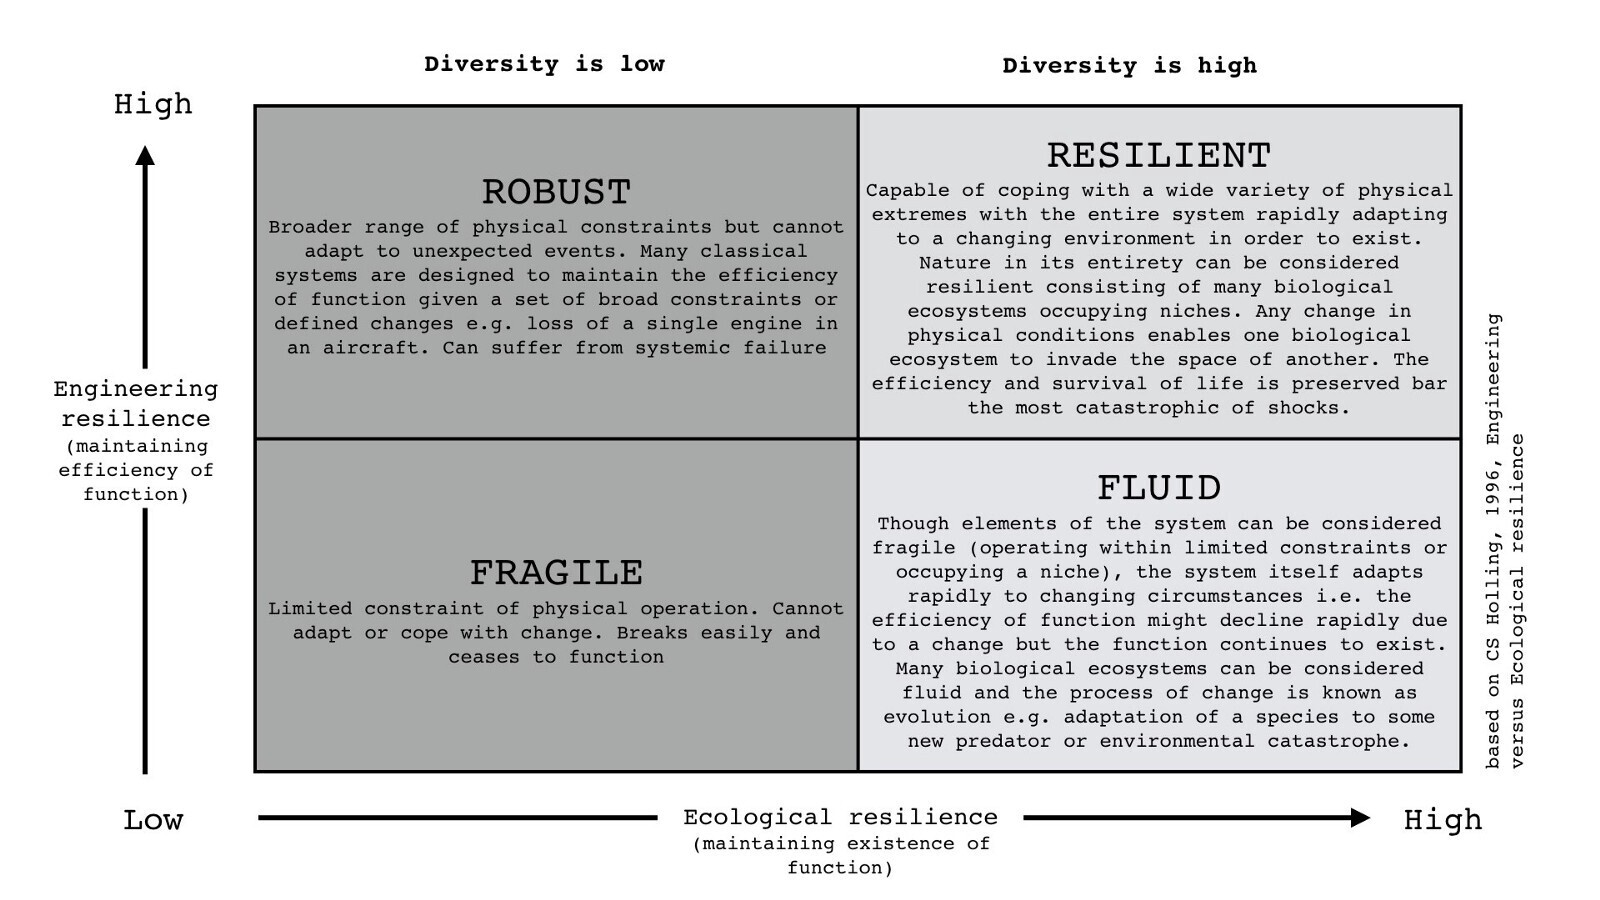 Diversity is low
Diversity is high
High
ROBUST
Broader range of physical constraints but cannot
adapt to unexpected events. Many classical
systems are designed to maintain the efficiency
of function given a set of broad constraints or
defined changes e.g. loss of a single engine in
an aircraft. Can suffer from systemic failure
RESILIENT
Capable of coping with a wide variety of physical
extremes with the entire system rapidly adapting
to a changing environment in order to exist.
Nature in its entirety can be considered
resilient consisting of many biological
ecosystems occupying niches. Any change in
physical conditions enables one biological
ecosystem to invade the space of another. The
efficiency and survival of life is preserved bar
the most catastrophic of shocks.
Engineering
resilience
(maintaining
efficiency of
function)
FRAGILE
Limited constraint of physical operation. Cannot
adapt or cope with change. Breaks easily and
ceases to function
FLUID
Though elements of the system can be considered
fragile (operating within limited constraints or
occupying a niche), the system itself adapts
rapidly to changing circumstances i.e. the
efficiency of function might decline rapidly due
to a change but the function continues to exist.
Many biological ecosystems can be considered
fluid and the process of change is known as
evolution e.g. adaptation of a species to some
new predator or environmental catastrophe.
based on CS Holling, 1996, Engineering
versus Ecological resilience
Low
Ecological resilience
(maintaining existence of
function)
High